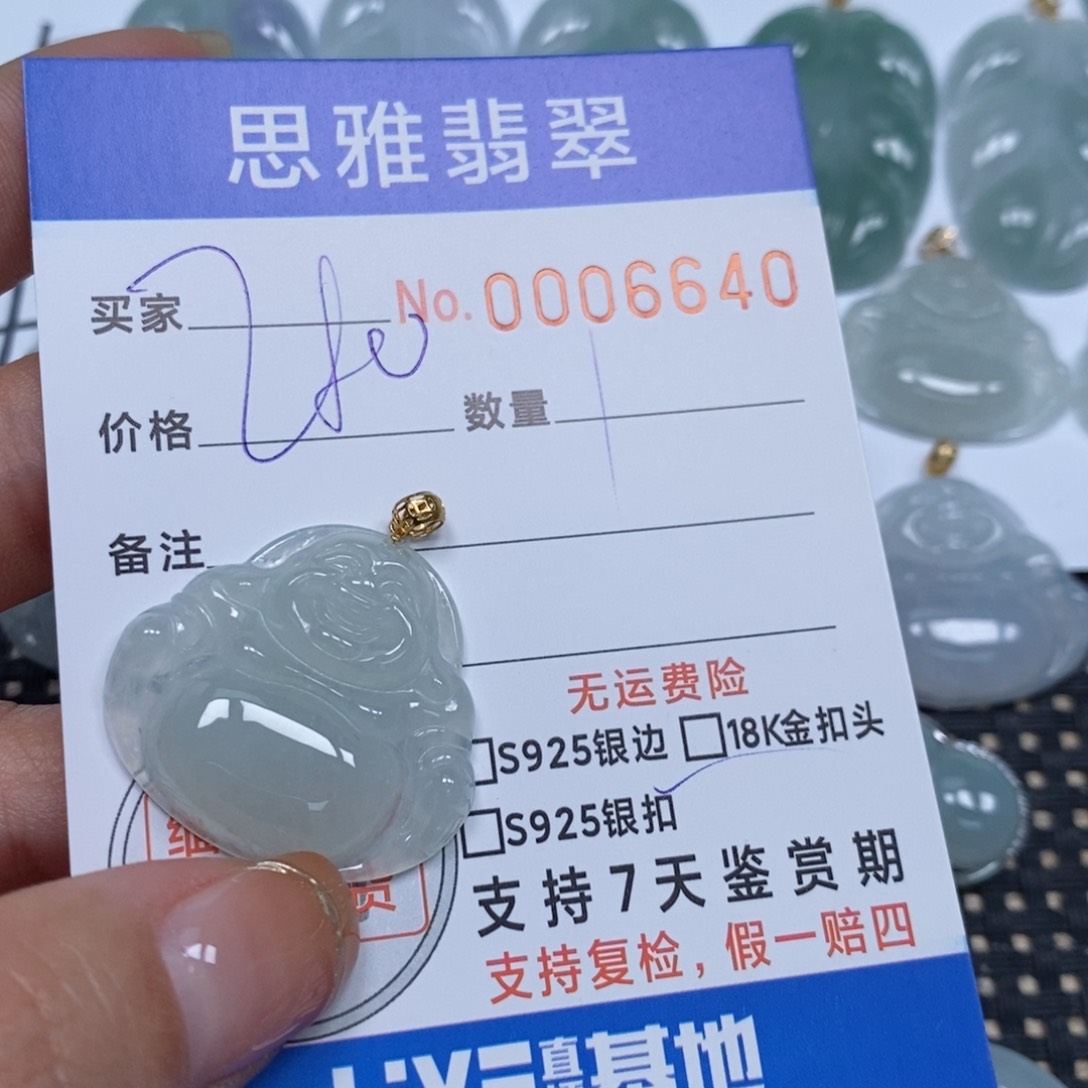 思雅翡翠
买家 No. 0006640
价格 数量
备注
无运费险
S925银边 18K金扣头
S925银扣
支持7天鉴赏期
支持复检，假一赔四
基地